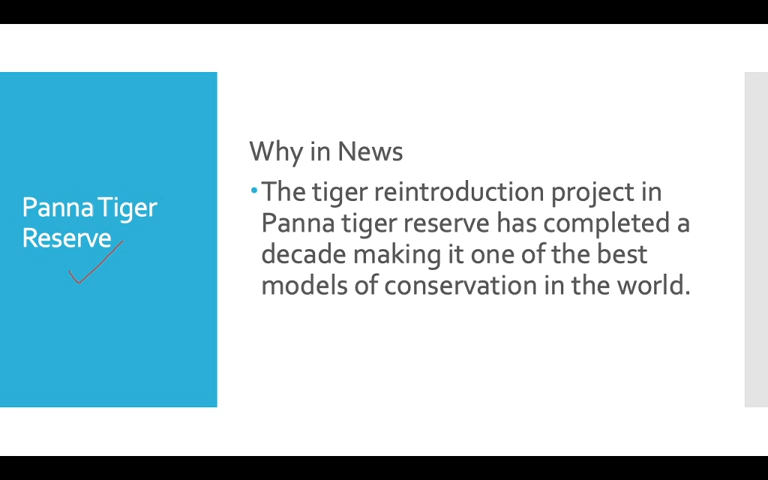 Panna Tiger
Reserve
Why in News
•The tiger reintroduction project in
Panna tiger reserve has completed a
decade making it one of the best
models of conservation in the world.